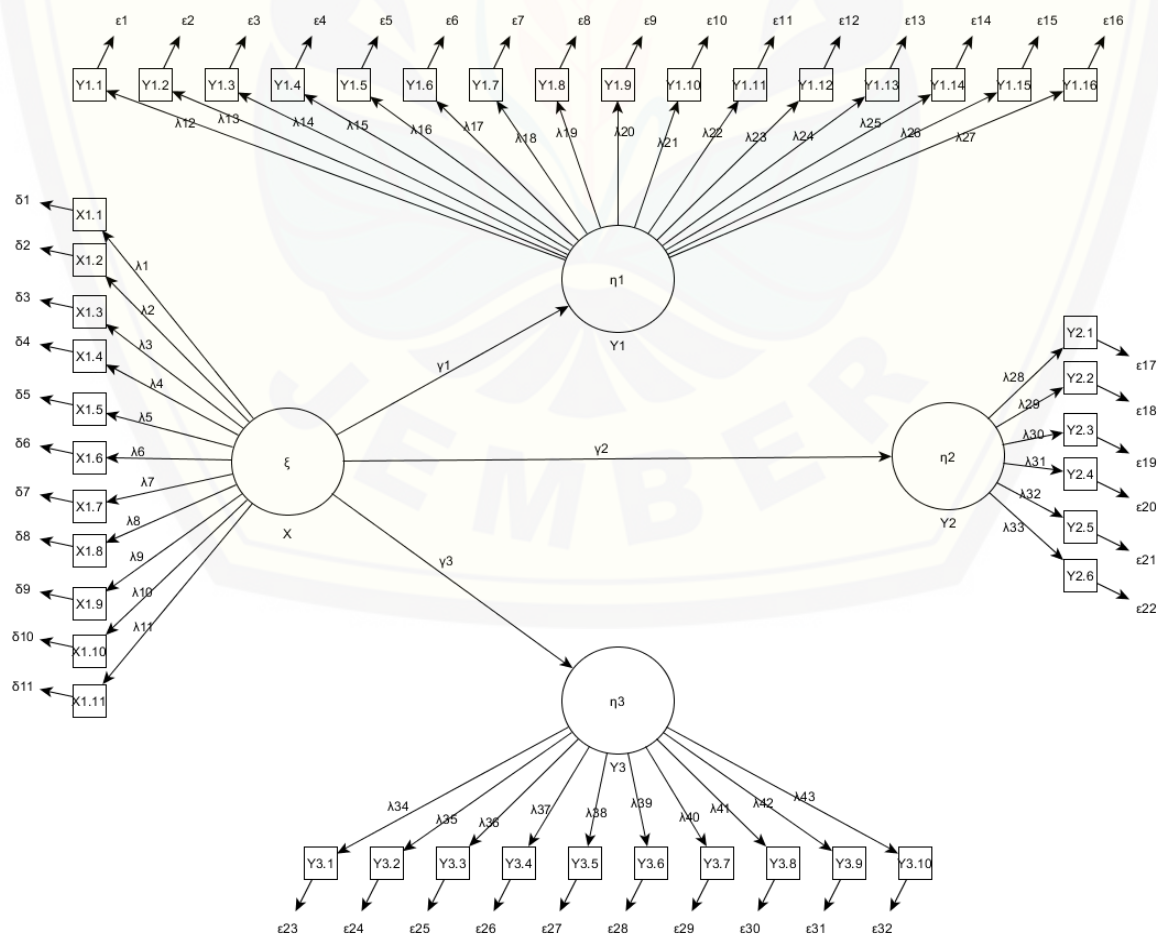 ε1 ε2 ε3 ε4 ε5 ε6 ε7 ε8 ε9 ε10 ε11 ε12 ε13 ε14 ε15 ε16
Y1.1 Y1.2 Y1.3 Y1.4 Y1.5 Y1.6 Y1.7 Y1.8 Y1.9 Y1.10 Y1.11 Y1.12 Y1.13 Y1.14 Y1.15 Y1.16
λ12 λ13 λ14 λ15 λ16 λ17 λ18 λ19 λ20 λ21 λ22 λ23 λ24 λ25 λ26 λ27
η1
Y1
δ1 X1.1 λ1
δ2 X1.2 λ2
δ3 X1.3 λ3
δ4 X1.4 λ4
δ5 X1.5 λ5
δ6 X1.6 λ6
δ7 X1.7 λ7
δ8 X1.8 λ8
δ9 X1.9 λ9
δ10 X1.10 λ10
δ11 X1.11 λ11
ξ
X
γ1
γ2
γ3
η2
Y2
λ28 Y2.1 ε17
λ29 Y2.2 ε18
λ30 Y2.3 ε19
λ31 Y2.4 ε20
λ32 Y2.5 ε21
λ33 Y2.6 ε22
JEMBER
η3
Y3
λ34 λ35 λ36 λ37 λ38 λ39 λ40 λ41 λ42 λ43
Y3.1 Y3.2 Y3.3 Y3.4 Y3.5 Y3.6 Y3.7 Y3.8 Y3.9 Y3.10
ε23 ε24 ε25 ε26 ε27 ε28 ε29 ε30 ε31 ε32